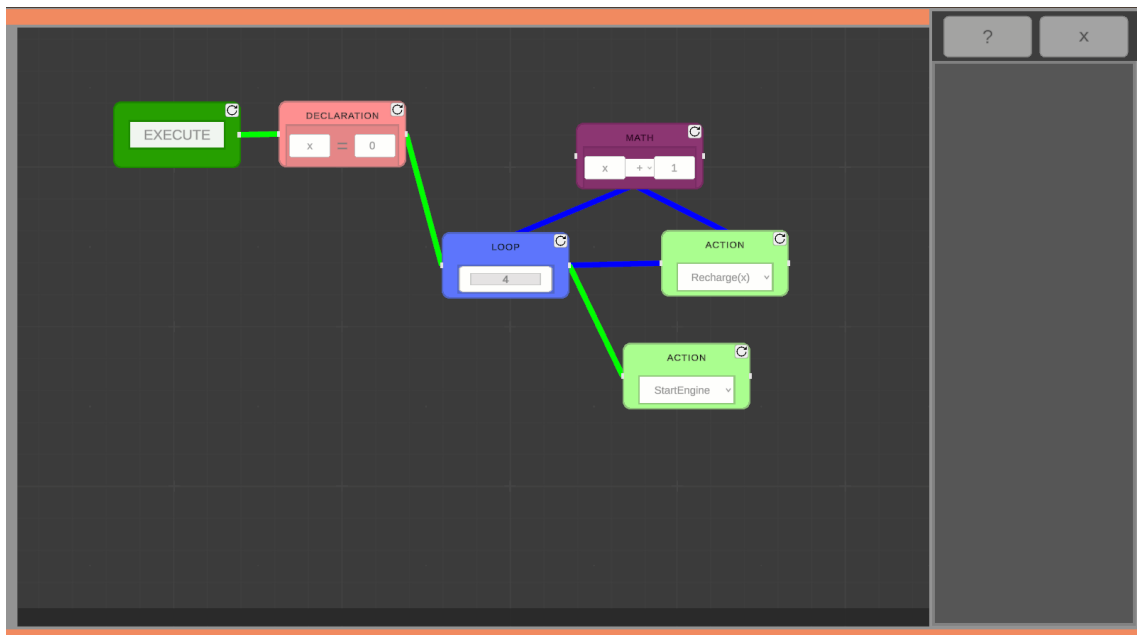 ? x
EXECUTE
DECLARATION
x = 0
MATH
x + 1
LOOP
4
ACTION
Recharge(x)
ACTION
StartEngine